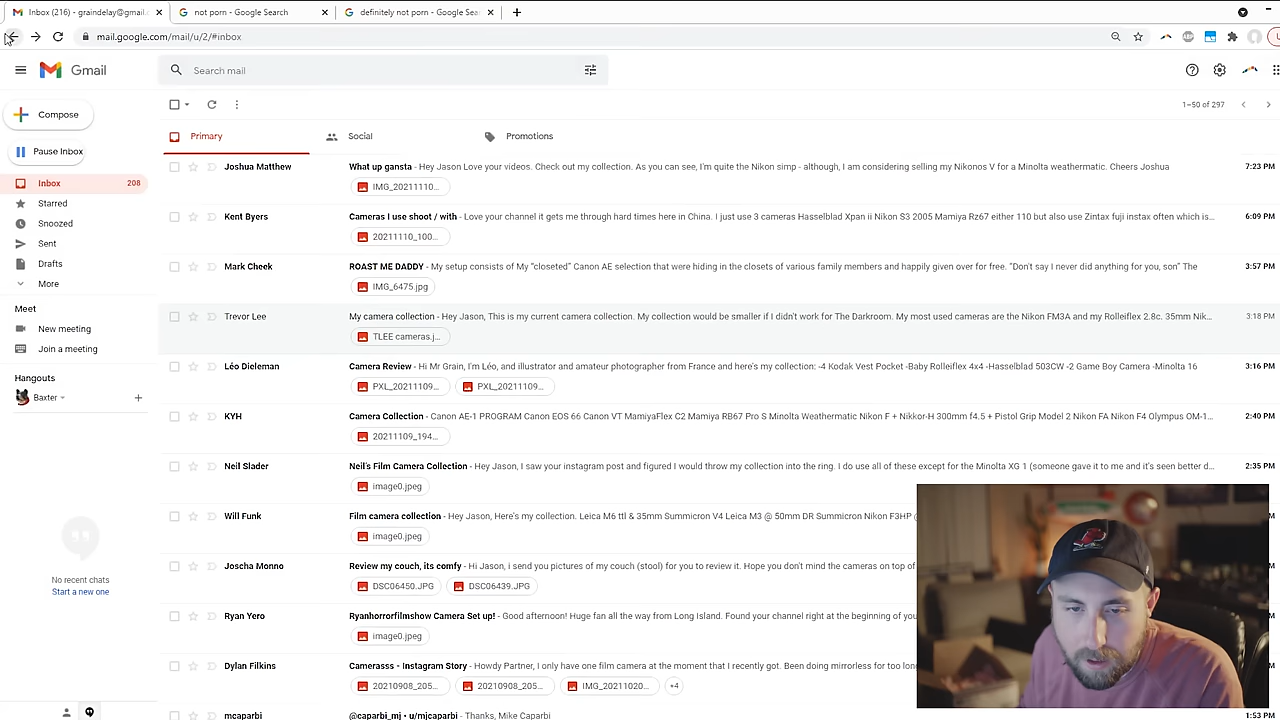 Inbox (216) - graindelay@gmail.
not porn - Google Search
definitely not porn - Google Sea
mail.google.com/mail/u/2/#inbox
Gmail
Search mail
Compose
1–50 of 297
Pause Inbox
Primary
Social
Promotions
Inbox 208
Starred
Snoozed
Sent
Drafts
More
Meet
New meeting
Join a meeting
Hangouts
Baxter
No recent chats
Start a new one
Joshua Matthew What up gansta - Hey Jason Love your videos. Check out my collection. As you can see, I'm quite the Nikon simp - although, I am considering selling my Nikonos V for a Minolta weathermatic. Cheers Joshua 7:23 PM
IMG_20211110...
Kent Byers Cameras I use shoot / with - Love your channel it gets me through hard times here in China. I just use 3 cameras Hasselblad Xpan ii Nikon S3 2005 Mamiya Rz67 either 110 but also use Zintax fuji instax often which is... 6:09 PM
20211110_100...
Mark Cheek ROAST ME DADDY - My setup consists of My “closeted” Canon AE selection that were hiding in the closets of various family members and happily given over for free. “Don't say I never did anything for you, son” The 3:57 PM
IMG_6475.jpg
Trevor Lee My camera collection - Hey Jason, This is my current camera collection. My collection would be smaller if I didn't work for The Darkroom. My most used cameras are the Nikon FM3A and my Rolleiflex 2.8c. 35mm Nik... 3:18 PM
TLEE cameras.j...
Léo Dieleman Camera Review - Hi Mr Grain, I'm Léo, and illustrator and amateur photographer from France and here's my collection: -4 Kodak Vest Pocket -Baby Rolleiflex 4x4 -Hasselblad 503CW -2 Game Boy Camera -Minolta 16 3:16 PM
PXL_20211109... PXL_20211109...
KYH Camera Collection - Canon AE-1 PROGRAM Canon EOS 66 Canon VT MamiyaFlex C2 Mamiya RB67 Pro S Minolta Weathermatic Nikon F + Nikkor-H 300mm f4.5 + Pistol Grip Model 2 Nikon FA Nikon F4 Olympus OM-1... 2:40 PM
20211109_194...
Neil Slader Neil's Film Camera Collection - Hey Jason, I saw your instagram post and figured I would throw my collection into the ring. I do use all of these except for the Minolta XG 1 (someone gave it to me and it's seen better d... 2:35 PM
image0.jpeg
Will Funk Film camera collection - Hey Jason, Here's my collection. Leica M6 ttl & 35mm Summicron V4 Leica M3 @ 50mm DR Summicron Nikon F3HP
image0.jpeg
Joscha Monno Review my couch, its comfy - Hi Jason, i send you pictures of my couch (stool) for you to review it. Hope you don't mind the cameras on top of
DSC06450.JPG DSC06439.JPG
Ryan Yero Ryanhorrorfilmshow Camera Set up! - Good afternoon! Huge fan all the way from Long Island. Found your channel right at the beginning of you
image0.jpeg
Dylan Filkins Camerasss - Instagram Story - Howdy Partner, I only have one film camera at the moment that I recently got. Been doing mirrorless for too
20210908_205... 20210908_205... IMG_20211020... +4
mcaparbi @caparbi_mj • u/mjcaparbi - Thanks, Mike Caparbi 1:53 PM